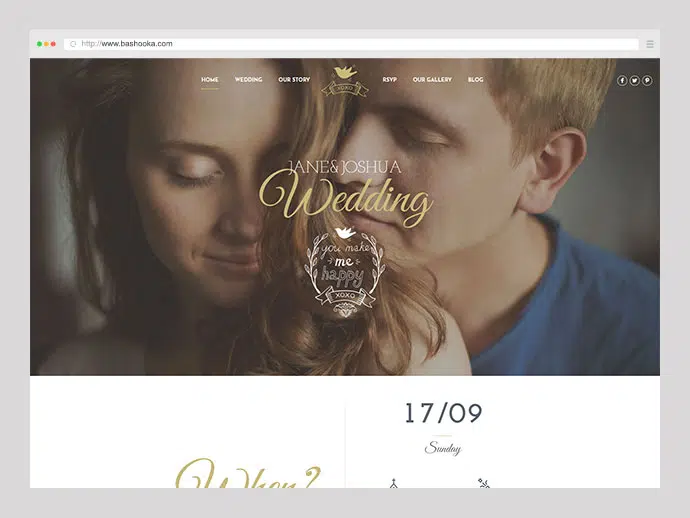 http://www.bashooka.com
HOME WEDDING OUR STORY XOXO RSVP OUR GALLERY BLOG
JANE&JOSHUA
Wedding
you make
me
happy
XOXO
17/09
Sunday
When?